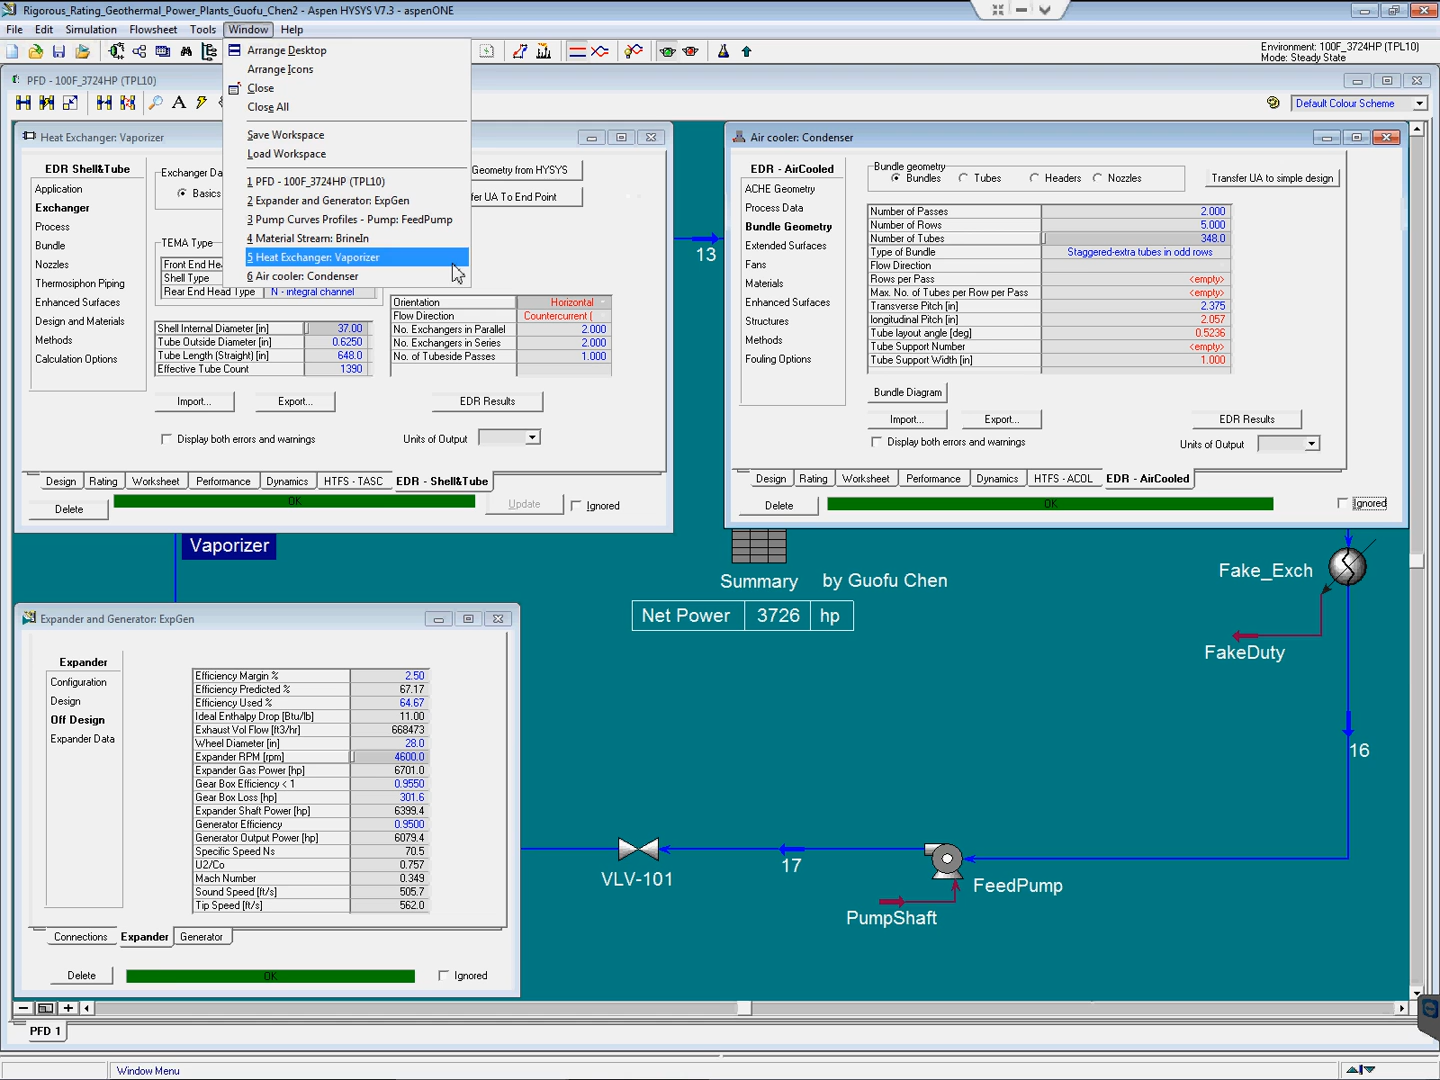 Rigorous_Rating_Geothermal_Power_Plants_Guofu_Chen2 - Aspen HYSYS V7.3 - aspenONE
File Edit Simulation Flowsheet Tools Window Help
Environment: 100F_3724HP (TPL10)
Mode: Steady State
PFD - 100F_3724HP (TPL10)
A
Default Colour Scheme
Arrange Desktop
Arrange Icons
Close
Close All
Save Workspace
Load Workspace
1 PFD - 100F_3724HP (TPL10)
2 Expander and Generator: ExpGen
3 Pump Curves Profiles - Pump: FeedPump
4 Material Stream: BrineIn
5 Heat Exchanger: Vaporizer
6 Air cooler: Condenser
Heat Exchanger: Vaporizer
EDR Shell&Tube
Application
Exchanger
Process
Bundle
Nozzles
Thermosiphon Piping
Enhanced Surfaces
Design and Materials
Methods
Calculation Options
Exchanger Da
Basics
Geometry from HYSYS
fer UA To End Point
TEMA Type
Front End Hea
Shell Type
Rear End Head Type N - integral channel
Orientation Horizontal
Flow Direction Countercurrent (
No. Exchangers in Parallel 2.000
No. Exchangers in Series 2.000
No. of Tubeside Passes 1.000
Shell Internal Diameter [in] 37.00
Tube Outside Diameter [in] 0.6250
Tube Length (Straight) [in] 648.0
Effective Tube Count 1390
Import... Export... EDR Results
Display both errors and warnings Units of Output
Design Rating Worksheet Performance Dynamics HTFS - TASC EDR - Shell&Tube
Delete OK Update Ignored
13
Air cooler: Condenser
EDR - AirCooled
ACHE Geometry
Process Data
Bundle Geometry
Extended Surfaces
Fans
Materials
Enhanced Surfaces
Structures
Methods
Fouling Options
Bundle geometry
Bundles Tubes Headers Nozzles
Transfer UA to simple design
Number of Passes 2.000
Number of Rows 5.000
Number of Tubes 348.0
Type of Bundle Staggered-extra tubes in odd rows
Flow Direction
Rows per Pass <empty>
Max. No. of Tubes per Row per Pass <empty>
Transverse Pitch [in] 2.375
longitudinal Pitch [in] 2.057
Tube layout angle [deg] 0.5236
Tube Support Number <empty>
Tube Support Width [in] 1.000
Bundle Diagram
Import... Export... EDR Results
Display both errors and warnings Units of Output
Design Rating Worksheet Performance Dynamics HTFS - ACOL EDR - AirCooled
Delete OK Ignored
Vaporizer
Summary by Guofu Chen
Net Power 3726 hp
Fake_Exch
FakeDuty
16
17
VLV-101
FeedPump
PumpShaft
Expander and Generator: ExpGen
Expander
Configuration
Design
Off Design
Expander Data
Efficiency Margin % 2.50
Efficiency Predicted % 67.17
Efficiency Used % 64.67
Ideal Enthalpy Drop [Btu/lb] 11.00
Exhaust Vol Flow [ft3/hr] 668473
Wheel Diameter [in] 28.0
Expander RPM [rpm] 4600.0
Expander Gas Power [hp] 6701.0
Gear Box Efficiency < 1 0.9550
Gear Box Loss [hp] 301.6
Expander Shaft Power [hp] 6399.4
Generator Efficiency 0.9500
Generator Output Power [hp] 6079.4
Specific Speed Ns 70.5
U2/Co 0.757
Mach Number 0.349
Sound Speed [ft/s] 505.7
Tip Speed [ft/s] 562.0
Connections Expander Generator
Delete OK Ignored
PFD 1
Window Menu